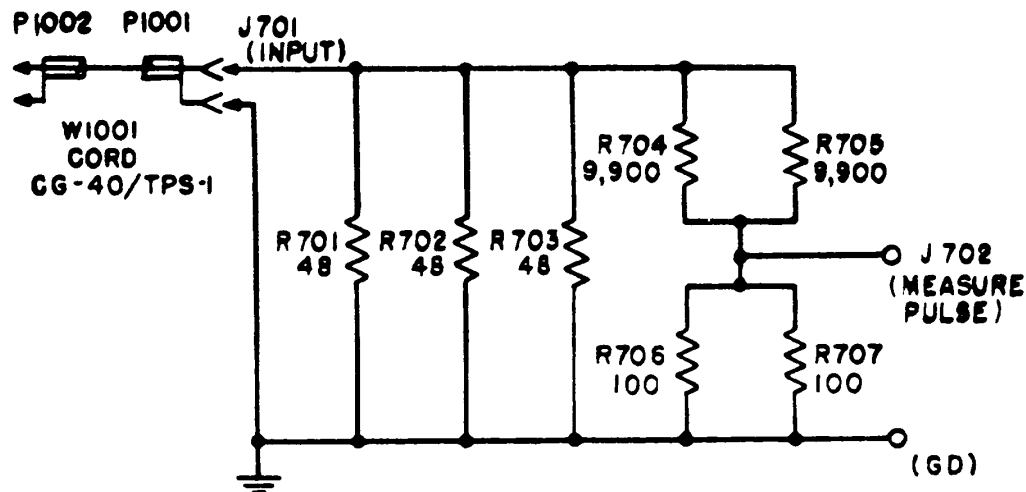 P1002 P1001
J701
(INPUT)
W1001
CORD
CG-40/TPS-1
R704
9,900
R705
9,900
R701
48
R702
48
R703
48
J702
(MEASURE
PULSE)
R706
100
R707
100
(GD)